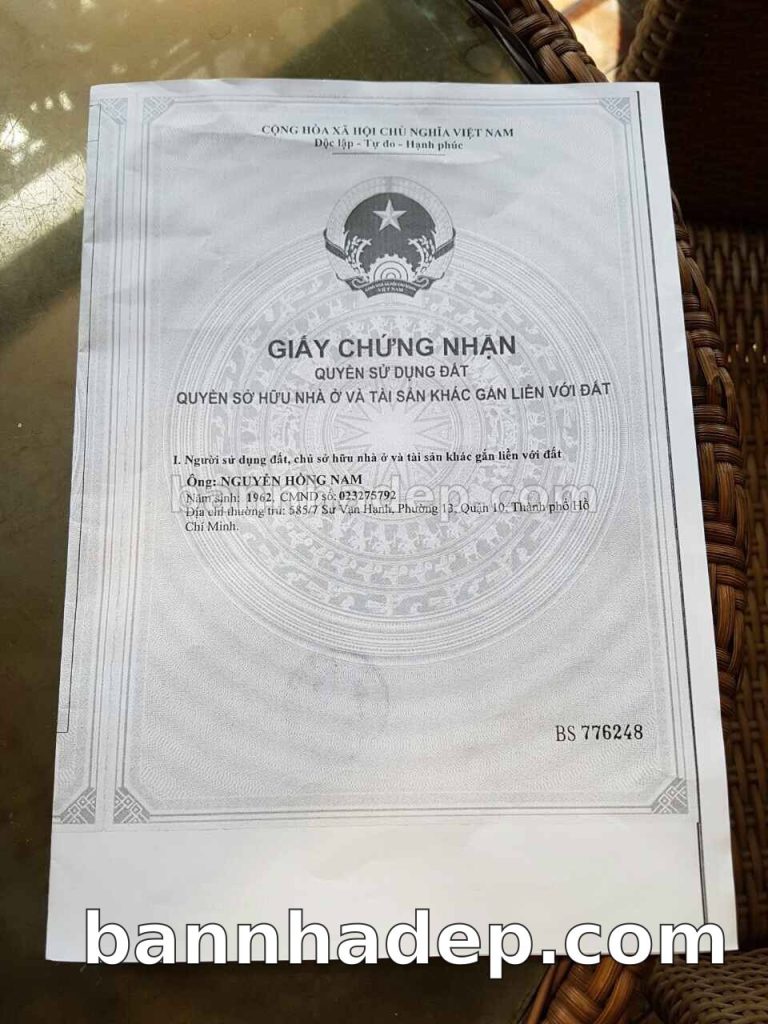 CỘNG HÒA XÃ HỘI CHỦ NGHĨA VIỆT NAM
Độc lập - Tự do - Hạnh phúc
VIỆT NAM
GIẤY CHỨNG NHẬN
QUYỀN SỬ DỤNG ĐẤT
QUYỀN SỞ HỮU NHÀ Ở VÀ TÀI SẢN KHÁC GẮN LIỀN VỚI ĐẤT
I. Người sử dụng đất, chủ sở hữu nhà ở và tài sản khác gắn liền với đất
Ông: NGUYỄN HỒNG NAM
bannhadep.com
Năm sinh: 1962, CMND số: 023275792
Địa chỉ thường trú: 585/7 Sư Vạn Hạnh, Phường 13, Quận 10, Thành phố Hồ
Chí Minh.
BS 776248
bannhadep.com